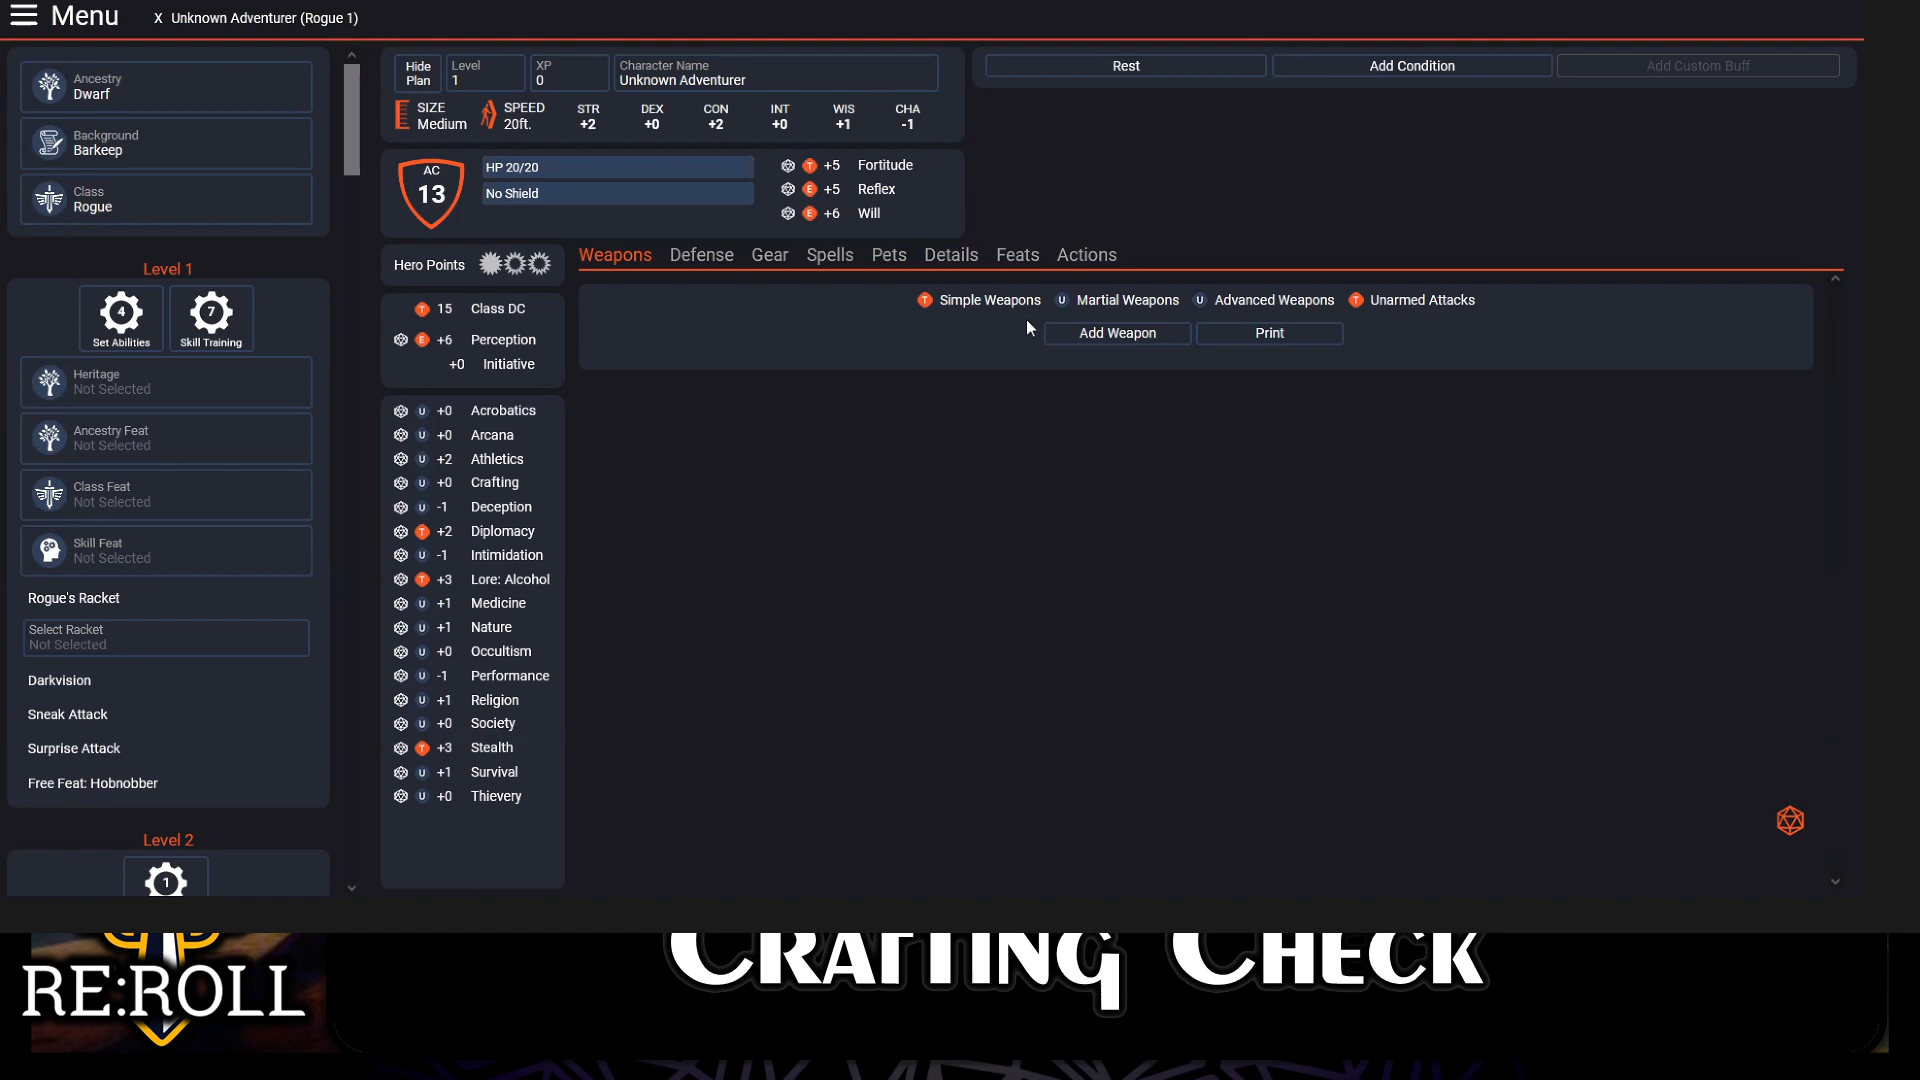 Menu
X Unknown Adventurer (Rogue 1)
Ancestry
Dwarf
Background
Barkeep
Class
Rogue
Level 1
4
Set Abilities
7
Skill Training
Heritage
Not Selected
Ancestry Feat
Not Selected
Class Feat
Not Selected
Skill Feat
Not Selected
Rogue's Racket
Select Racket
Not Selected
Darkvision
Sneak Attack
Surprise Attack
Free Feat: Hobnobber
Level 2
1
Hide Plan
Level
1
XP
0
Character Name
Unknown Adventurer
SIZE
Medium
SPEED
20ft.
STR
+2
DEX
+0
CON
+2
INT
+0
WIS
+1
CHA
-1
AC
13
HP 20/20
No Shield
T +5 Fortitude
E +5 Reflex
E +6 Will
Rest
Add Condition
Add Custom Buff
Hero Points
T 15 Class DC
E +6 Perception
+0 Initiative
U +0 Acrobatics
U +0 Arcana
U +2 Athletics
U +0 Crafting
U -1 Deception
T +2 Diplomacy
U -1 Intimidation
T +3 Lore: Alcohol
U +1 Medicine
U +1 Nature
U +0 Occultism
U -1 Performance
U +1 Religion
U +0 Society
T +3 Stealth
U +1 Survival
U +0 Thievery
Weapons Defense Gear Spells Pets Details Feats Actions
T Simple Weapons U Martial Weapons U Advanced Weapons T Unarmed Attacks
Add Weapon
Print
RE:ROLL
CRAFTING CHECK